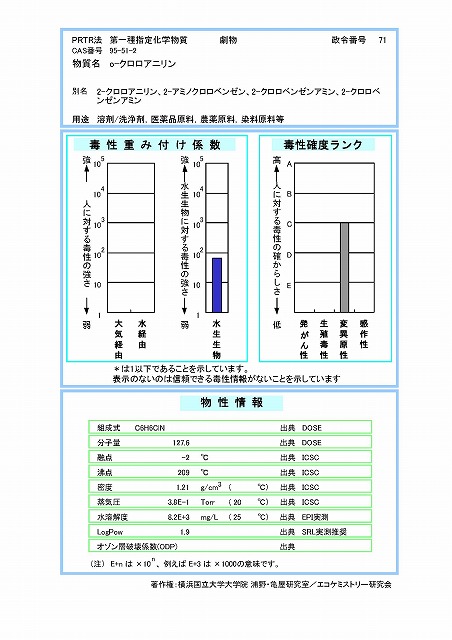 PRTR法 第一種指定化学物質 劇物 政令番号 71
CAS番号 95-51-2
物質名 o-クロロアニリン
別名 2-クロロアニリン、2-アミノクロロベンゼン、2-クロロベンゼンアミン、2-クロロベ
ンゼンアミン
用途 溶剤/洗浄剤，医薬品原料，農薬原料，染料原料等
毒性重み付け係数
強 人に対する毒性の強さ 弱
10^5
10^4
10^3
10^2
10
1
大気経由 水経由
強 水生生物に対する毒性の強さ 弱
10^5
10^4
10^3
10^2
10
1
水生生物
毒性確度ランク
高 人に対する毒性の確からしさ 低
A
B
C
D
E
発がん性 生殖毒性 変異原性 感作性
＊は1以下であることを示しています。
表示のないのは信頼できる毒性情報がないことを示しています
物性情報
組成式 C6H6ClN 出典 DOSE
分子量 127.6 出典 DOSE
融点 -2 ℃ 出典 ICSC
沸点 209 ℃ 出典 ICSC
密度 1.21 g/cm3 ( ℃) 出典 ICSC
蒸気圧 3.8E-1 Torr (20 ℃) 出典 ICSC
水溶解度 8.2E+3 mg/L (25 ℃) 出典 EPI実測
LogPow 1.9 出典 SRL実測推奨
オゾン層破壊係数(ODP) 出典
(注) E+n は ×10^n、例えば E+3 は ×1000の意味です。
著作権：横浜国立大学大学院 浦野・亀屋研究室／エコケミストリー研究会